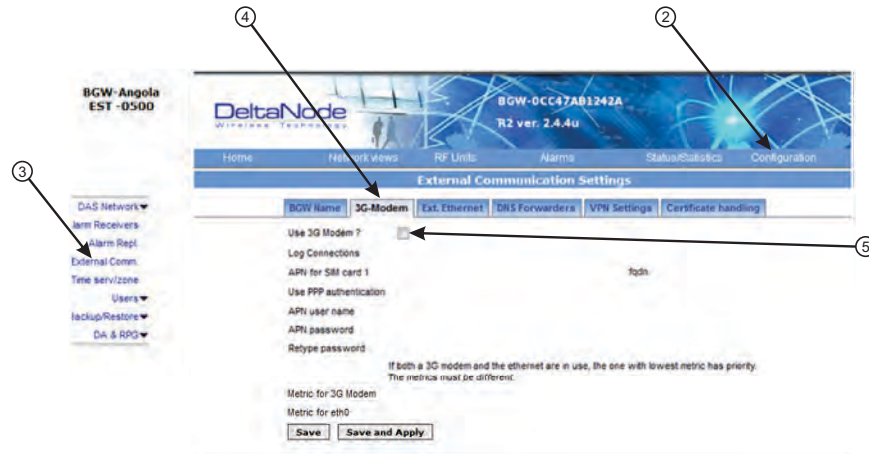 4
2
BGW-Angola
EST -0500
DeltaNode
Wireless Technology
BGW-0CC47AB1242A
R2 ver. 2.4.4u
Home Network views RF Units Alarms Status/Statistics Configuration
External Communication Settings
3
DAS Network
larm Receivers
Alarm Repl.
External Comm.
Time serv/zone
Users
Backup/Restore
DA & RPG
BGW Name 3G-Modem Ext. Ethernet DNS Forwarders VPN Settings Certificate handling
Use 3G Modem ?
5
Log Connections
APN for SIM card 1 fqdn
Use PPP authentication
APN user name
APN password
Retype password
If both a 3G modem and the ethernet are in use, the one with lowest metric has priority.
The metrics must be different.
Metric for 3G Modem
Metric for eth0
Save Save and Apply